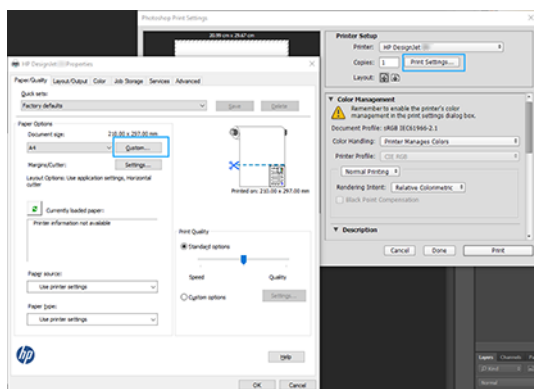 Photoshop Print Settings
20.99 cm x 29.67 cm
Printer Setup
Printer: HP DesignJet
Copies: 1 Print Settings...
Layout:
Color Management
Remember to enable the printer's color
management in the print settings dialog box.
Document Profile: sRGB IEC61966-2.1
Color Handling: Printer Manages Colors
Printer Profile: CIE RGB
Normal Printing
Rendering Intent: Relative Colorimetric
Black Point Compensation
Description
Cancel Done Print
Layers Channels
Kind
Normal
HP DesignJet Properties
Paper/Quality Layout/Output Color Job Storage Services Advanced
Quick sets:
Factory defaults Save Delete
Paper Options
Document size: 210.00 x 297.00 mm
A4 Custom...
Margins/Cutter: Settings...
Layout Options: Use application settings, Horizontal
cutter
Printed on: 210.00 x 297.00 mm
Currently loaded paper:
Printer information not available
Print Quality
Standard options
Speed Quality
Custom options Settings...
Paper source:
Use printer settings
Paper type:
Use printer settings
hp
Help
OK Cancel